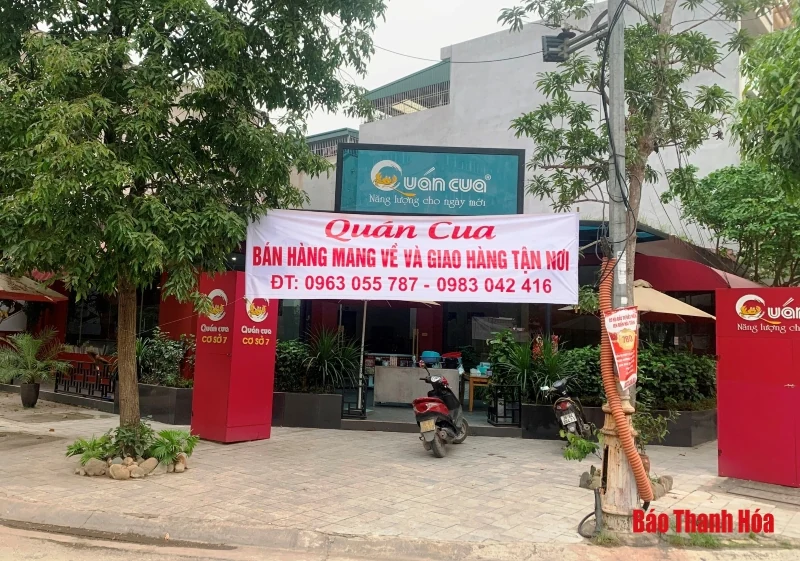 Quán cua®
Năng lượng cho ngày mới
Quán Cua
BÁN HÀNG MANG VỀ VÀ GIAO HÀNG TẬN NƠI
ĐT: 0963 055 787 - 0983 042 416
Quán cua
CƠ SỞ 7
Quán cua
CƠ SỞ 7
Quán
Năng lượng cho
Báo Thanh Hóa